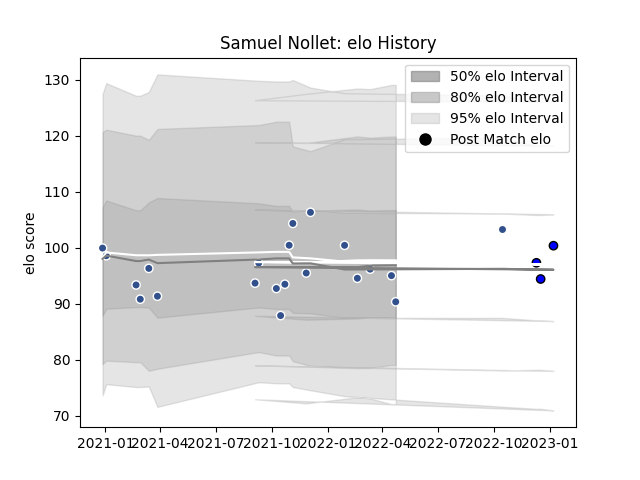 Samuel Nollet: elo History
50% elo Interval
80% elo Interval
95% elo Interval
Post Match elo
elo score
130
120
110
100
90
80
70
2021-01 2021-04 2021-07 2021-10 2022-01 2022-04 2022-07 2022-10 2023-01